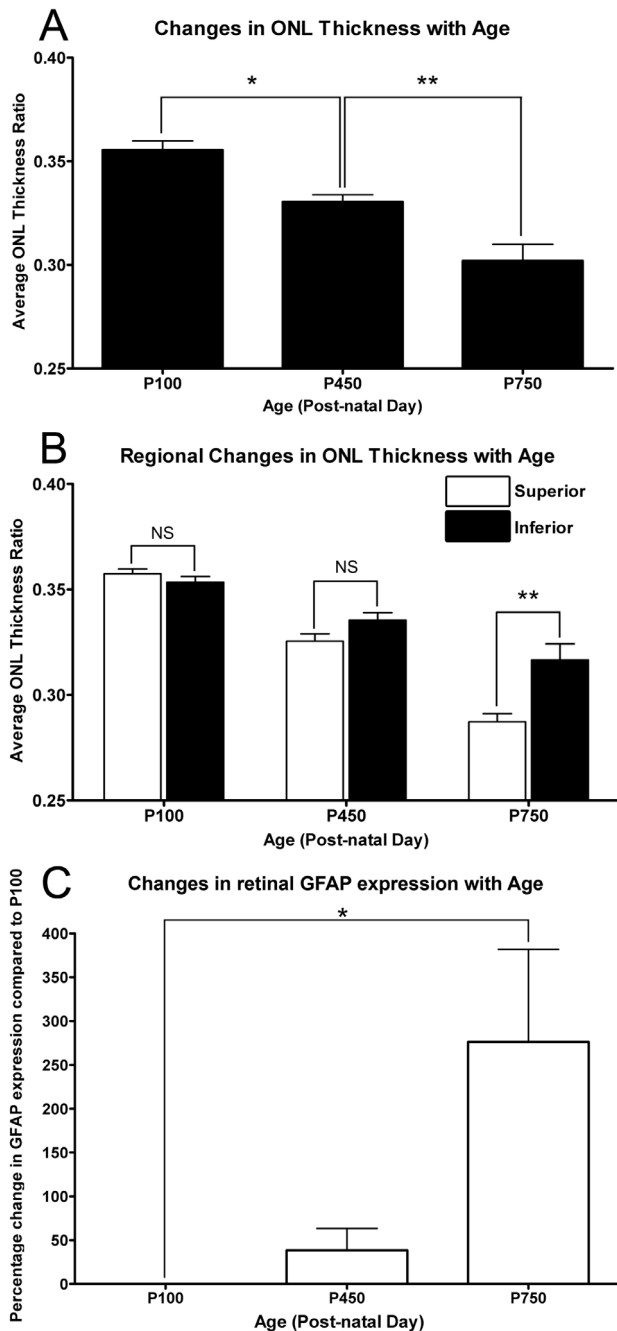 A
Changes in ONL Thickness with Age
Average ONL Thickness Ratio
0.40
0.35
0.30
0.25
*
**
P100 P450 P750
Age (Post-natal Day)
B
Regional Changes in ONL Thickness with Age
Average ONL Thickness Ratio
0.40
0.35
0.30
0.25
Superior
Inferior
NS
NS
**
P100 P450 P750
Age (Post-natal Day)
C
Changes in retinal GFAP expression with Age
Percentage change in GFAP expression compared to P100
400
350
300
250
200
150
100
50
0
*
P100 P450 P750
Age (Post-natal Day)